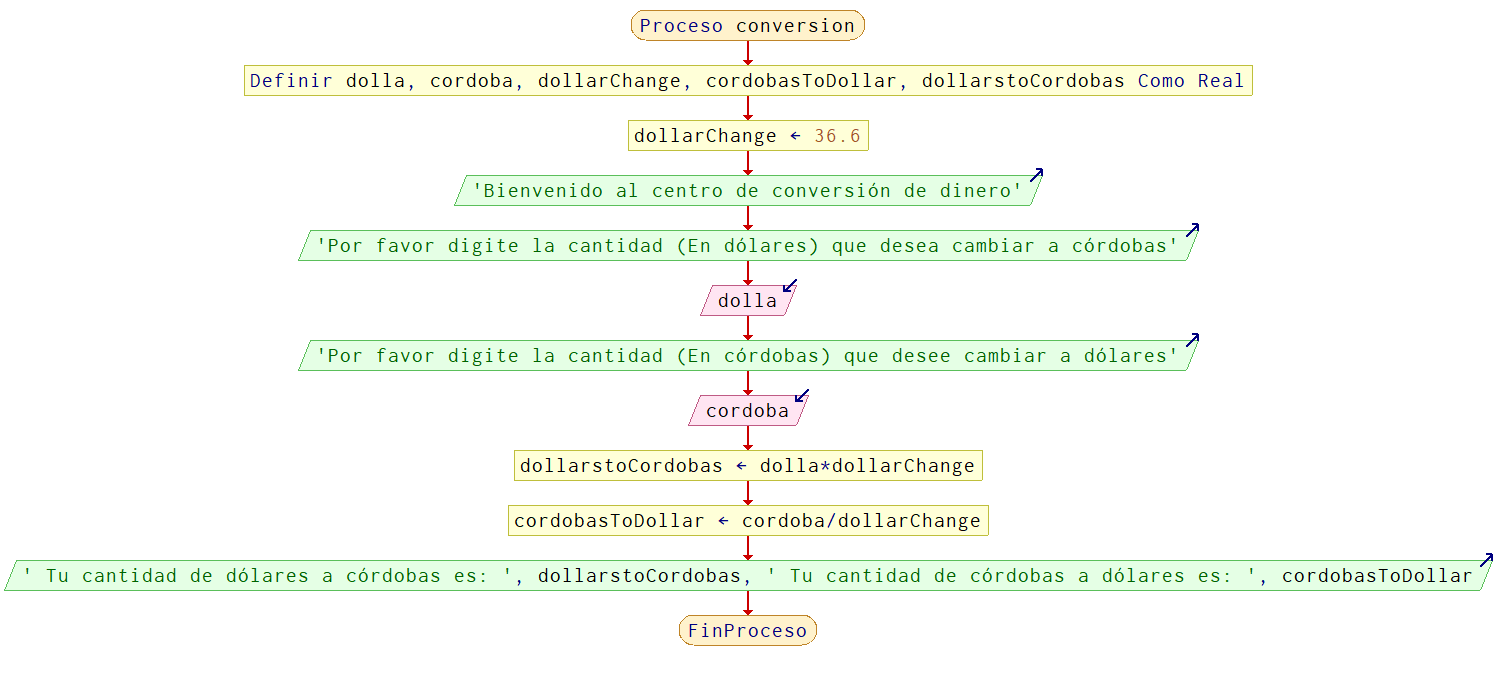 Proceso conversion
Definir dolla, cordoba, dollarChange, cordobasToDollar, dollarstoCordobas Como Real
dollarChange ← 36.6
'Bienvenido al centro de conversión de dinero'
'Por favor digite la cantidad (En dólares) que desea cambiar a córdobas'
dolla
'Por favor digite la cantidad (En córdobas) que desee cambiar a dólares'
cordoba
dollarstoCordobas ← dolla*dollarChange
cordobasToDollar ← cordoba/dollarChange
' Tu cantidad de dólares a córdobas es: ', dollarstoCordobas, ' Tu cantidad de córdobas a dólares es: ', cordobasToDollar
FinProceso